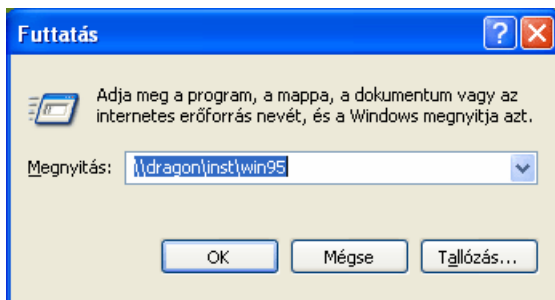 Futtatás
Adja meg a program, a mappa, a dokumentum vagy az
internetes erőforrás nevét, és a Windows megnyitja azt.
Megnyitás: \\dragon\inst\win95
OK Mégse Tallózás...